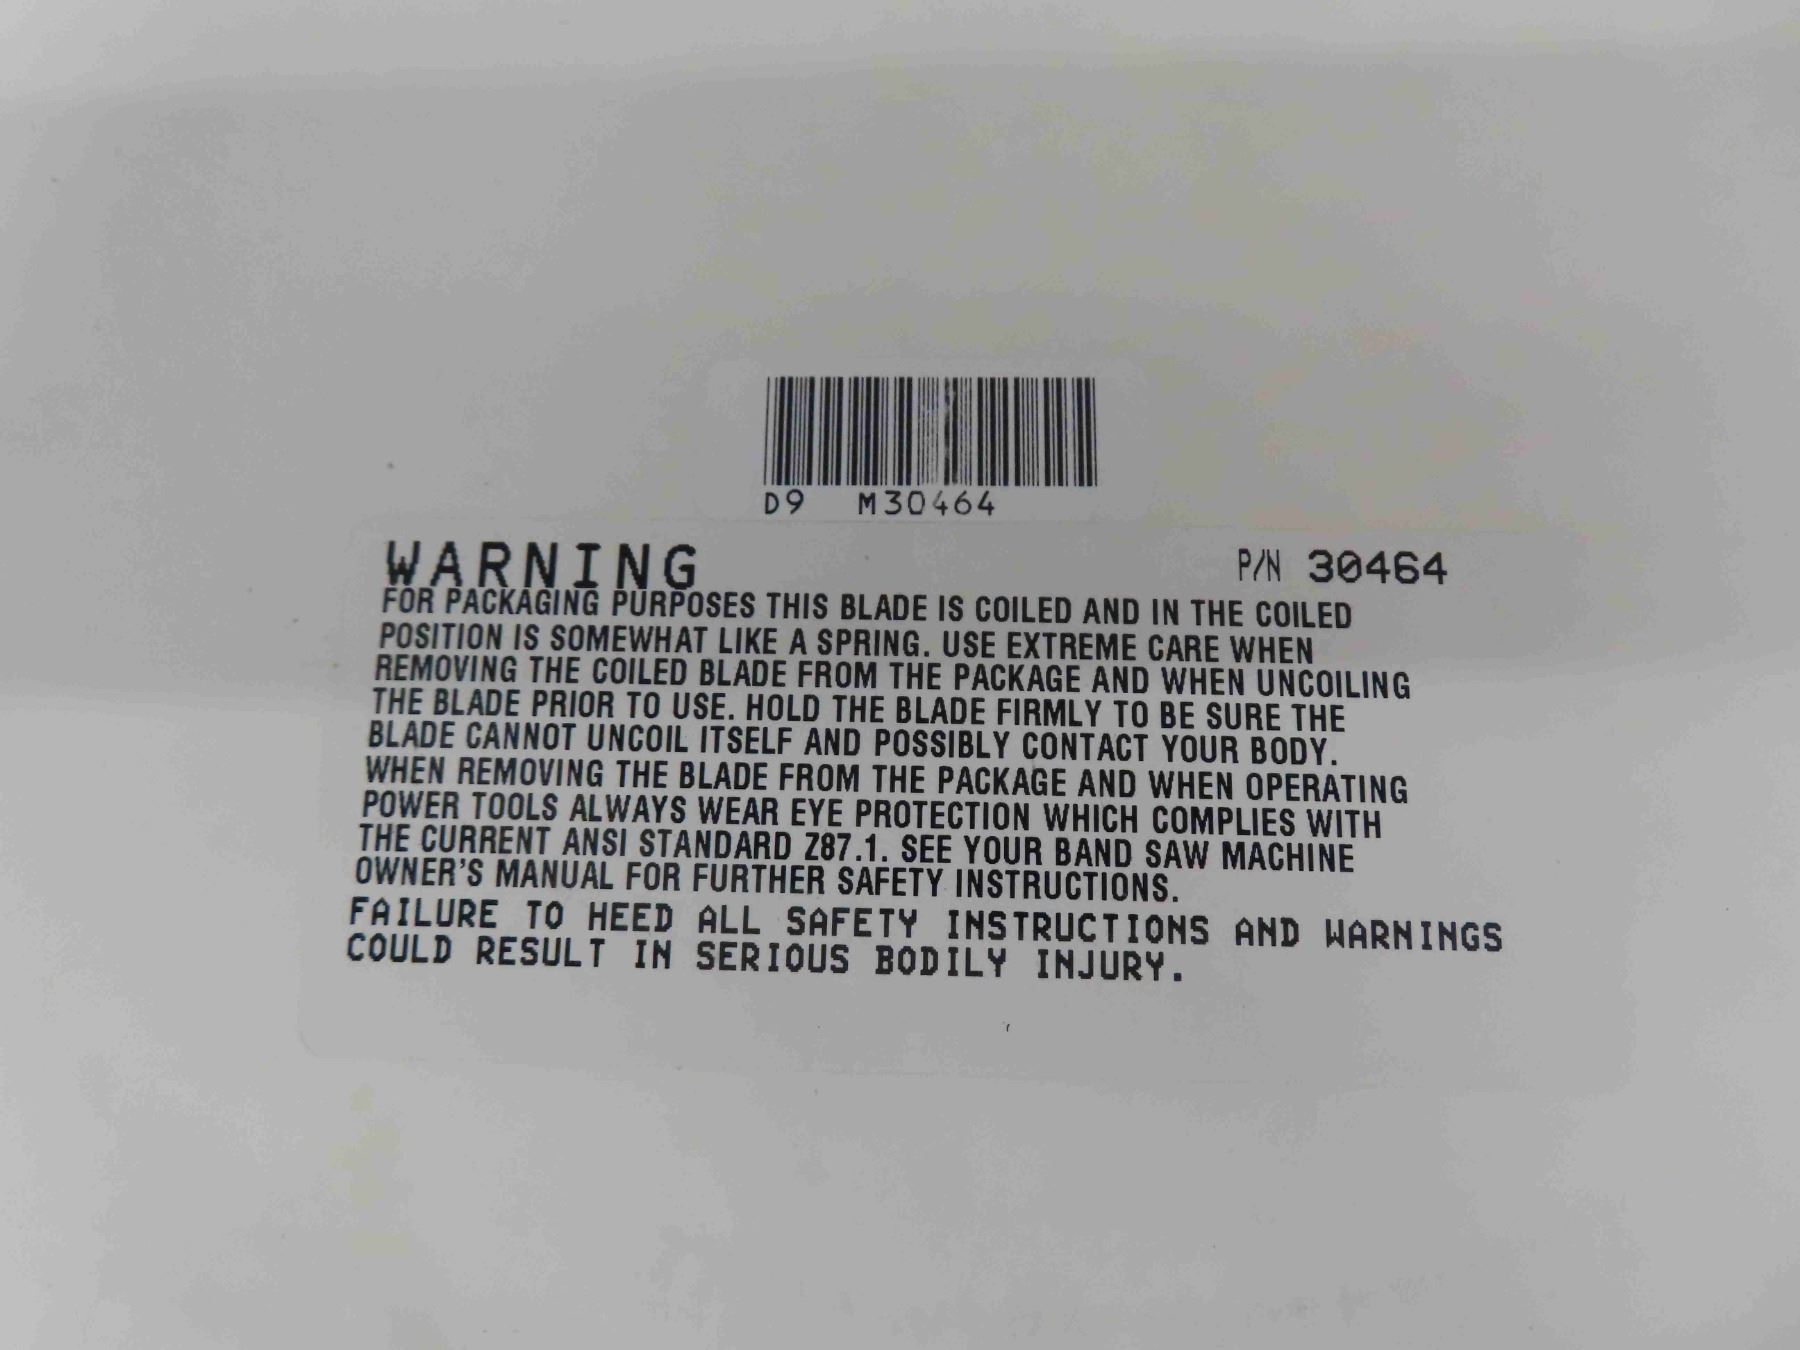 D9 M30464
WARNING P/N 30464
FOR PACKAGING PURPOSES THIS BLADE IS COILED AND IN THE COILED
POSITION IS SOMEWHAT LIKE A SPRING. USE EXTREME CARE WHEN
REMOVING THE COILED BLADE FROM THE PACKAGE AND WHEN UNCOILING
THE BLADE PRIOR TO USE. HOLD THE BLADE FIRMLY TO BE SURE THE
BLADE CANNOT UNCOIL ITSELF AND POSSIBLY CONTACT YOUR BODY.
WHEN REMOVING THE BLADE FROM THE PACKAGE AND WHEN OPERATING
POWER TOOLS ALWAYS WEAR EYE PROTECTION WHICH COMPLIES WITH
THE CURRENT ANSI STANDARD Z87.1. SEE YOUR BAND SAW MACHINE
OWNER'S MANUAL FOR FURTHER SAFETY INSTRUCTIONS.
FAILURE TO HEED ALL SAFETY INSTRUCTIONS AND WARNINGS
COULD RESULT IN SERIOUS BODILY INJURY.